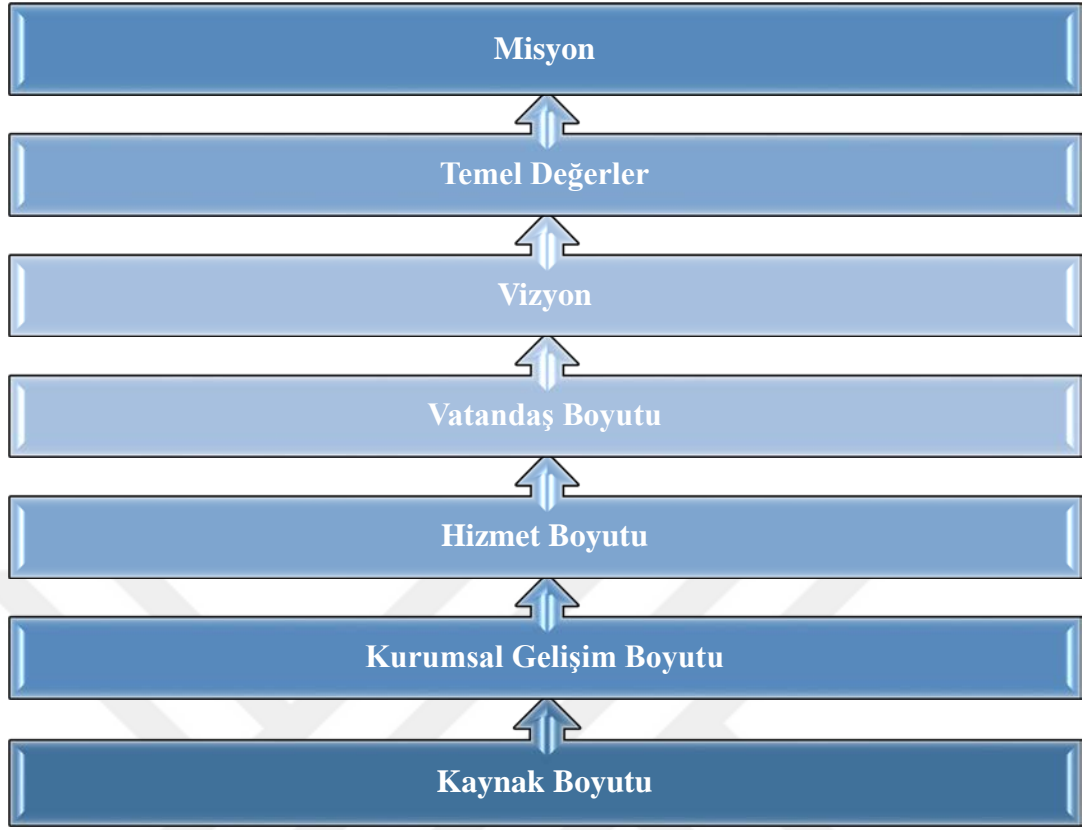 Misyon
Temel Değerler
Vizyon
Vatandaş Boyutu
Hizmet Boyutu
Kurumsal Gelişim Boyutu
Kaynak Boyutu